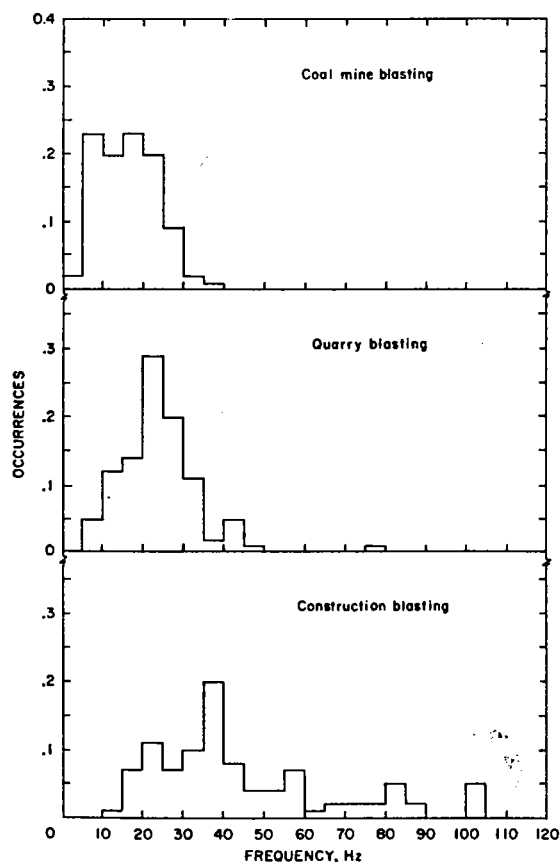 0.4
Coal mine blasting
.3
.2
.1
0
Quarry blasting
.3
.2
.1
0
OCCURRENCES
Construction blasting
.3
.2
.1
0
10 20 30 40 50 60 70 80 90 100 110 120
FREQUENCY, Hz